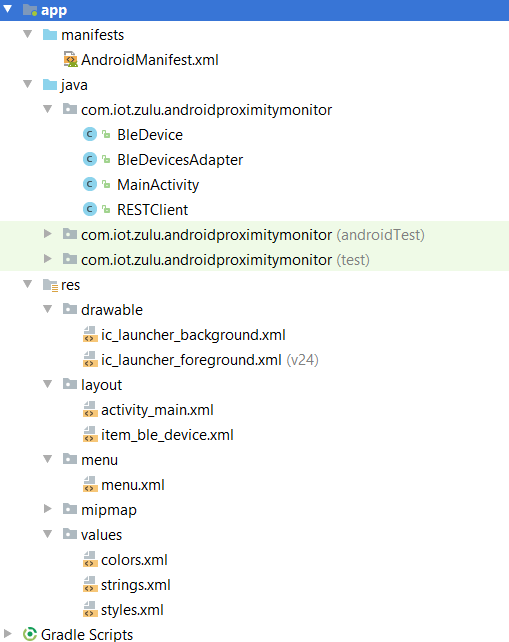 app
manifests
AndroidManifest.xml
java
com.iot.zulu.androidproximitymonitor
BleDevice
BleDevicesAdapter
MainActivity
RESTClient
com.iot.zulu.androidproximitymonitor (androidTest)
com.iot.zulu.androidproximitymonitor (test)
res
drawable
ic_launcher_background.xml
ic_launcher_foreground.xml (v24)
layout
activity_main.xml
item_ble_device.xml
menu
menu.xml
mipmap
values
colors.xml
strings.xml
styles.xml
Gradle Scripts